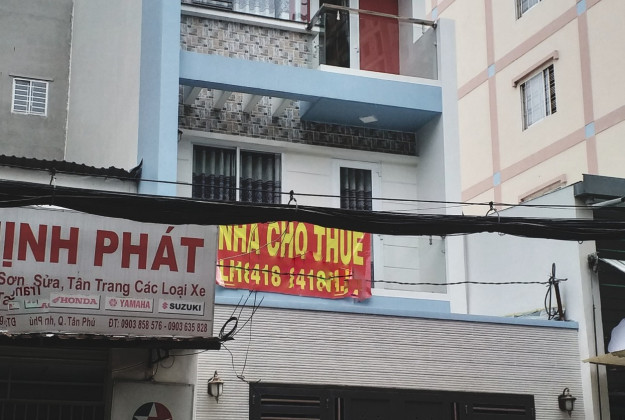 ỊNH PHÁT
Sơn, Sửa, Tân Trang Các Loại Xe
HONDA YAMAHA SUZUKI
Q. Tân Phú ĐT: 0903 858 576 - 0903 635 828
NHÀ CHO THUÊ